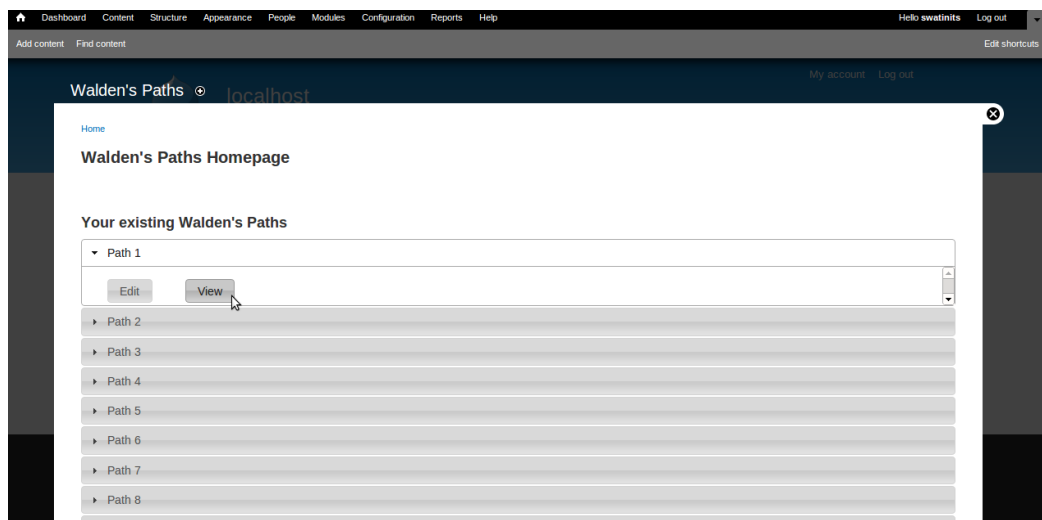 Dashboard Content Structure Appearance People Modules Configuration Reports Help Hello swatinits Log out
Add content Find content Edit shortcuts
My account Log out
Walden's Paths
localhost
Home
Walden's Paths Homepage
Your existing Walden's Paths
Path 1
Edit View
Path 2
Path 3
Path 4
Path 5
Path 6
Path 7
Path 8